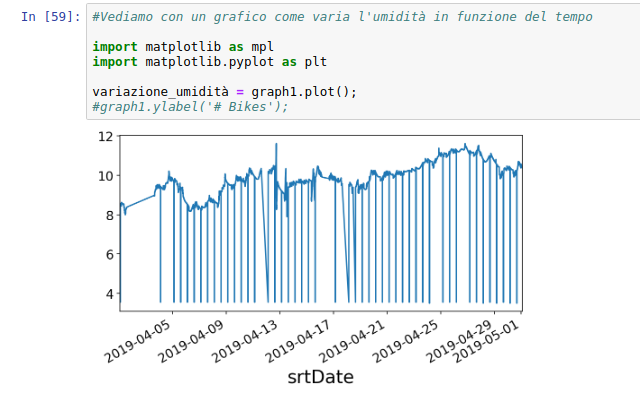 In [59]: #Vediamo con un grafico come varia l'umidità in funzione del tempo
import matplotlib as mpl
import matplotlib.pyplot as plt
variazione_umidità = graph1.plot();
#graph1.ylabel('# Bikes');
12
10
8
6
4
2019-04-05
2019-04-09
2019-04-13
2019-04-17
2019-04-21
2019-04-25
2019-04-29
2019-05-01
srtDate